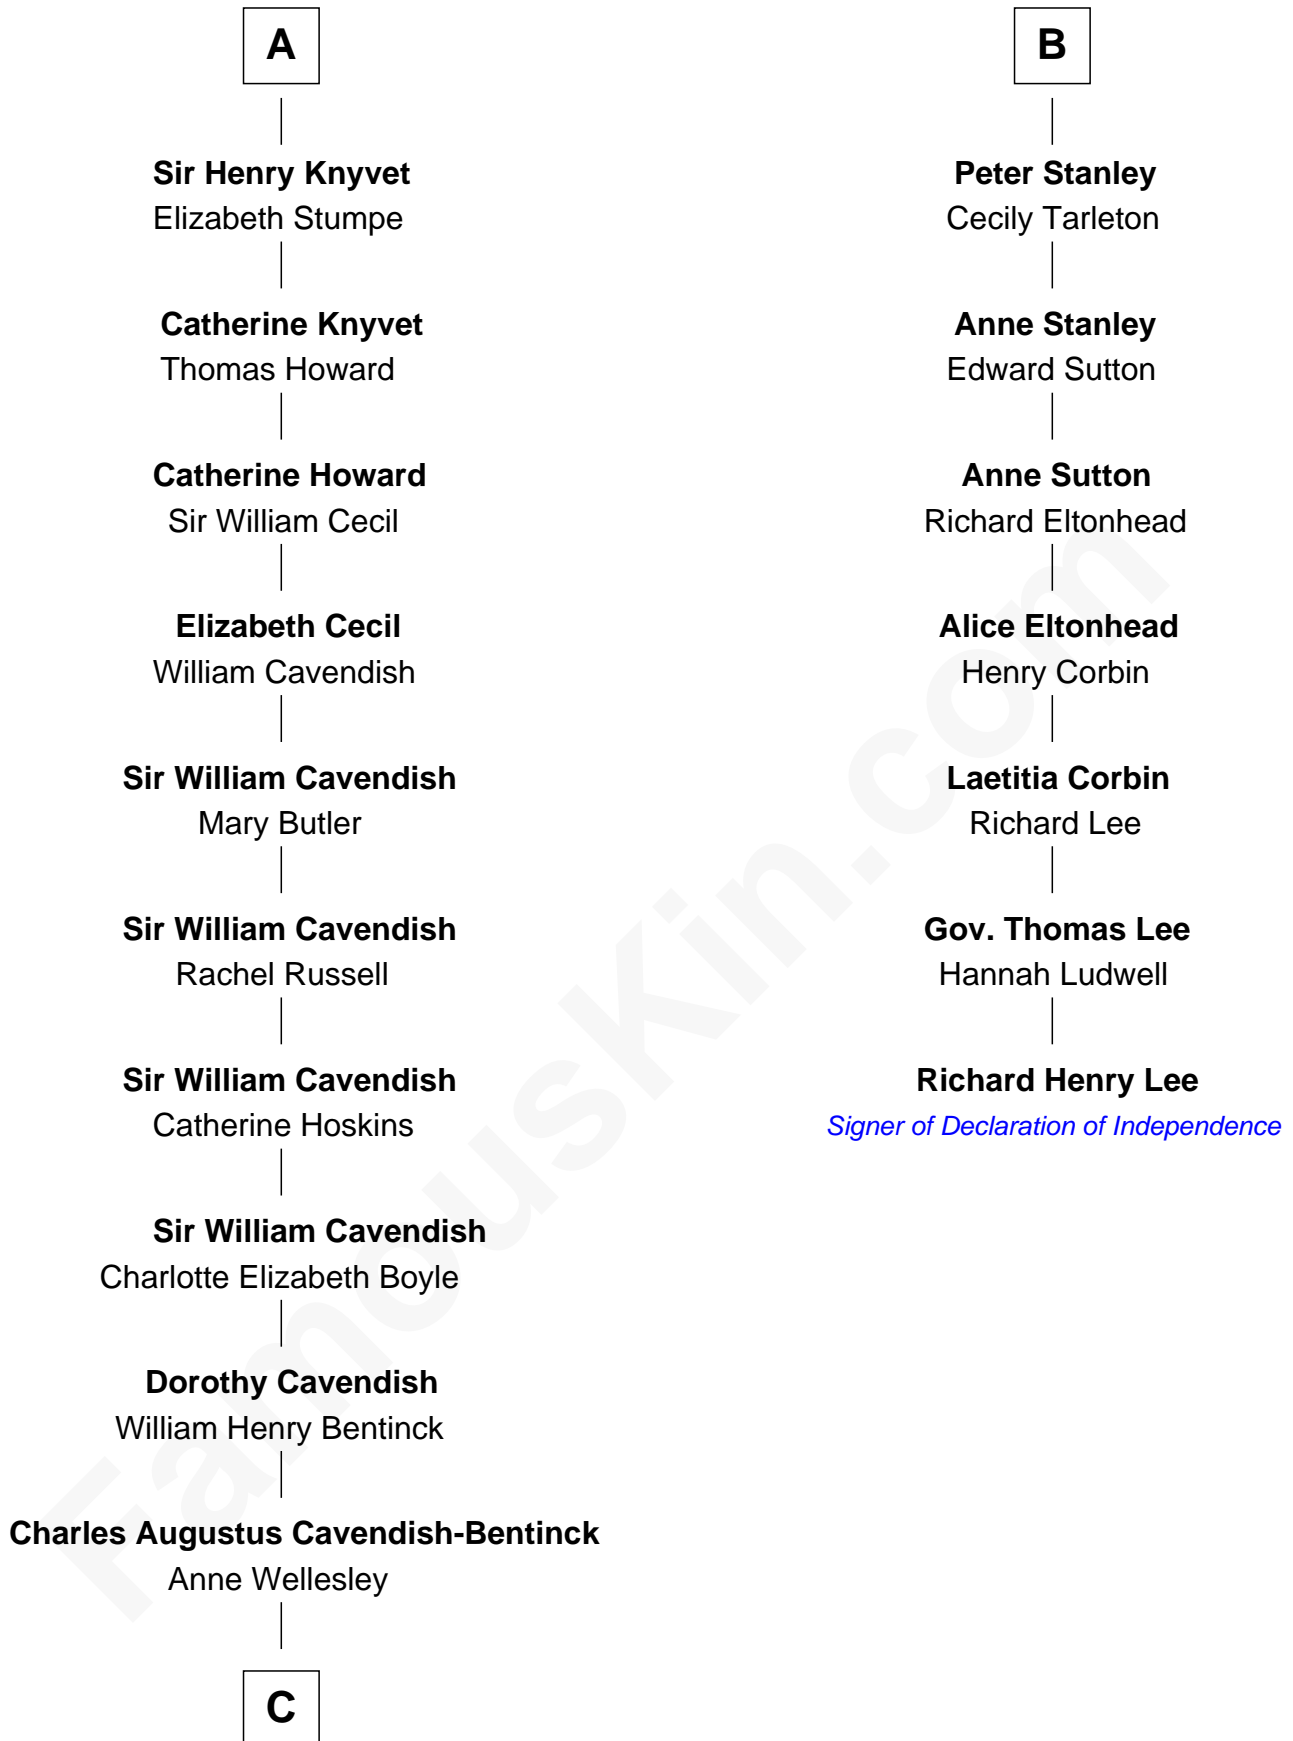 A
Sir Henry Knyvet
Elizabeth Stumpe
Catherine Knyvet
Thomas Howard
Catherine Howard
Sir William Cecil
Elizabeth Cecil
William Cavendish
Sir William Cavendish
Mary Butler
Sir William Cavendish
Rachel Russell
Sir William Cavendish
Catherine Hoskins
Sir William Cavendish
Charlotte Elizabeth Boyle
Dorothy Cavendish
William Henry Bentinck
Charles Augustus Cavendish-Bentinck
Anne Wellesley
C
B
Peter Stanley
Cecily Tarleton
Anne Stanley
Edward Sutton
Anne Sutton
Richard Eltonhead
Alice Eltonhead
Henry Corbin
Laetitia Corbin
Richard Lee
Gov. Thomas Lee
Hannah Ludwell
Richard Henry Lee
Signer of Declaration of Independence
FamousKin.com